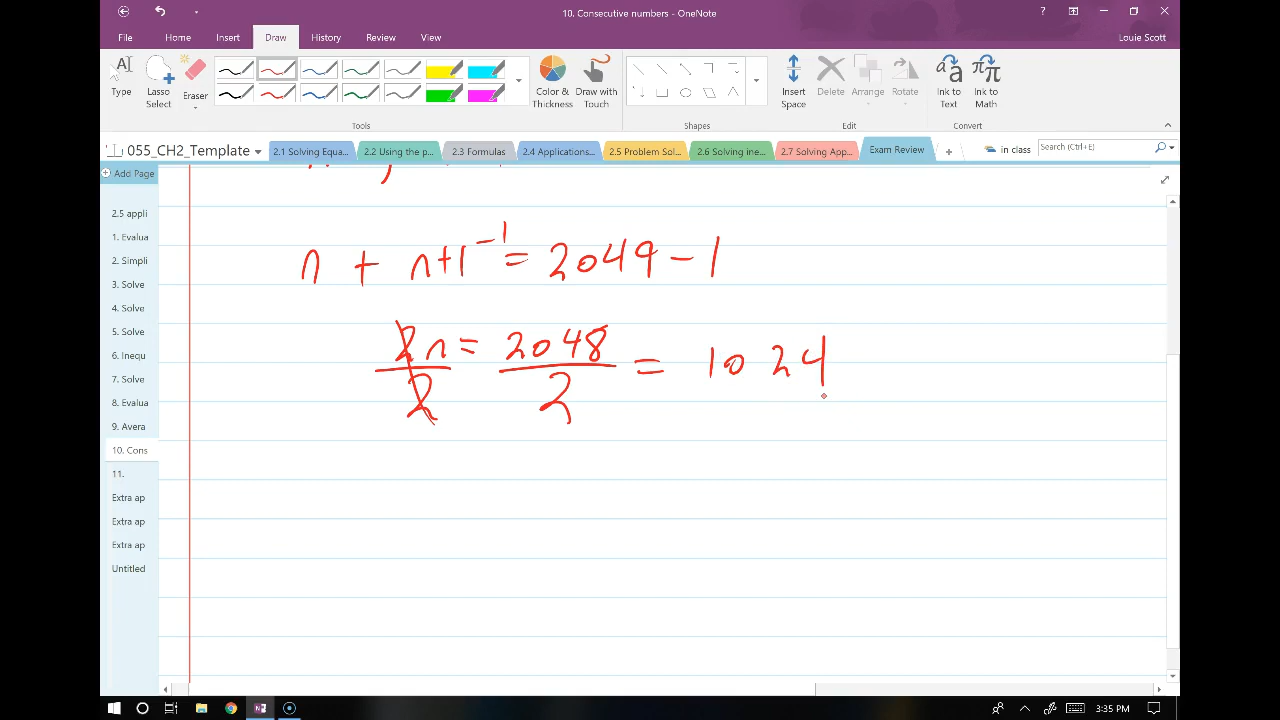 10. Consecutive numbers - OneNote
File Home Insert Draw History Review View Louie Scott
Type Lasso Select Eraser Color & Thickness Draw with Touch Insert Space Delete Arrange Rotate Ink to Text Ink to Math
Tools Shapes Edit Convert
055_CH2_Template 2.1 Solving Equa... 2.2 Using the p... 2.3 Formulas 2.4 Applications... 2.5 Problem Sol... 2.6 Solving ine... 2.7 Solving App... Exam Review + in class Search (Ctrl+E)
Add Page
2.5 appli
1. Evalua
2. Simpli
3. Solve
4. Solve
5. Solve
6. Inequ
7. Solve
8. Evalua
9. Avera
10. Cons
11.
Extra ap
Extra ap
Extra ap
Untitled
n + n+1 -1 = 2049 - 1
2n = 2048 = 1024
2 2
3:35 PM